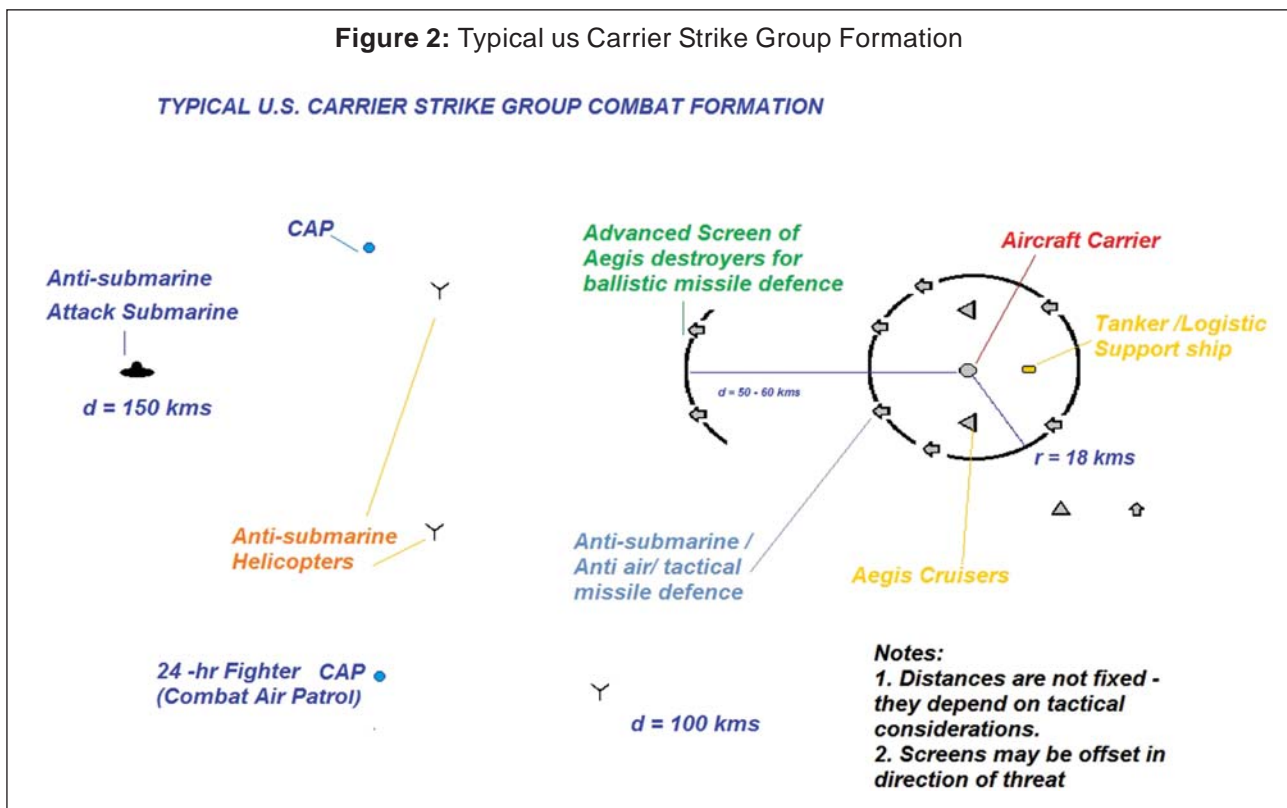 Figure 2: Typical us Carrier Strike Group Formation
TYPICAL U.S. CARRIER STRIKE GROUP COMBAT FORMATION
CAP
Anti-submarine
Attack Submarine
d = 150 kms
Advanced Screen of
Aegis destroyers for
ballistic missile defence
Aircraft Carrier
Tanker /Logistic
Support ship
d = 50 - 60 kms
r = 18 kms
Anti-submarine
Helicopters
Anti-submarine /
Anti air/ tactical
missile defence
Aegis Cruisers
24 -hr Fighter CAP
(Combat Air Patrol)
d = 100 kms
Notes:
1. Distances are not fixed -
they depend on tactical
considerations.
2. Screens may be offset in
direction of threat